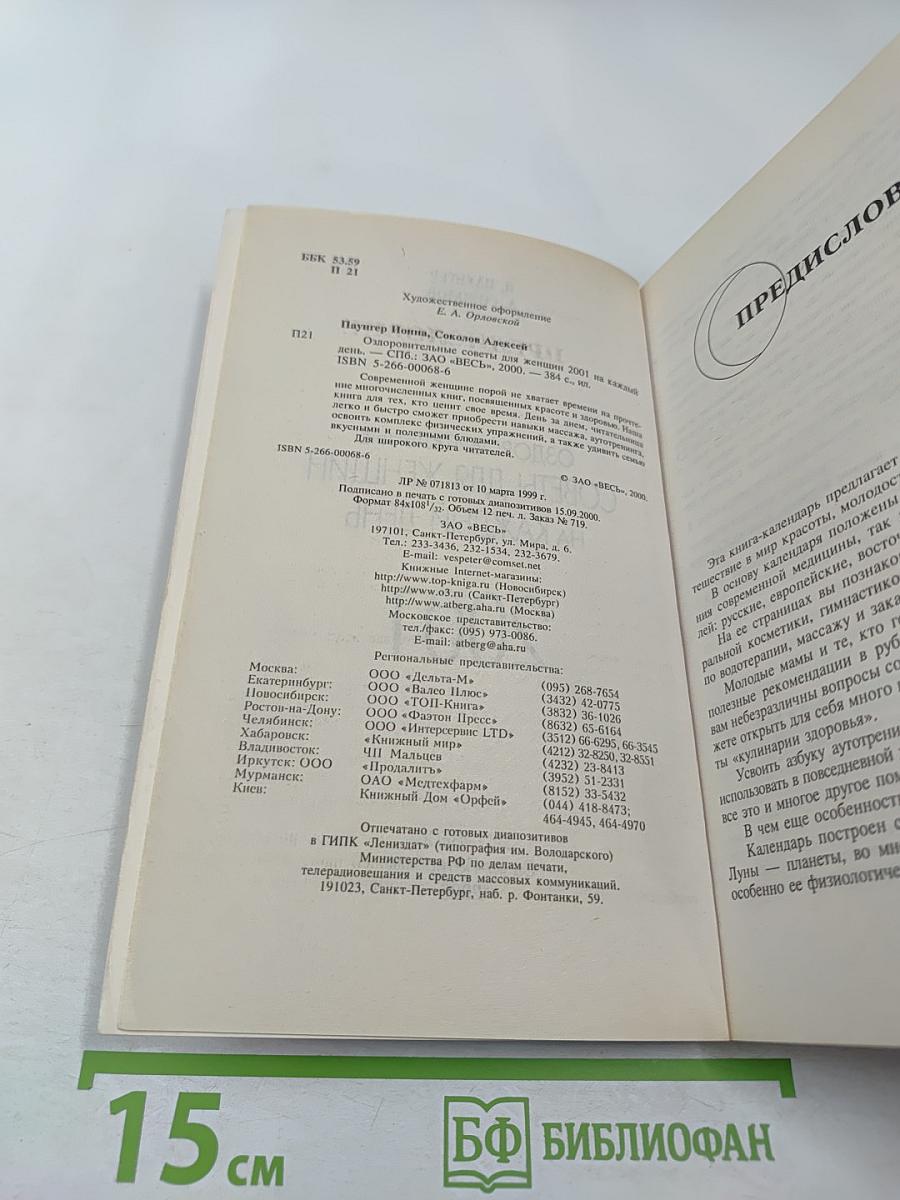 ББК 53.59
П 21
Художественное оформление
Е. А. Орловской
Паунгер Иоппа, Соколов Алексей
П21
Оздоровительные советы для женщин 2001 на каждый
день. — СПб.: ЗАО «ВЕСЬ», 2000. — 384 с., ил.
ISBN 5-266-00068-6
Современной женщине порой не хватает времени на прочте-
ние многочисленных книг, посвященных красоте и здоровью. Наша
книга для тех, кто ценит свое время. День за днем, читательница
легко и быстро сможет приобрести навыки массажа, аутотренинга,
освоить комплекс физических упражнений, а также удивить семью
вкусными и полезными блюдами.
Для широкого круга читателей.
ISBN 5-266-00068-6
© ЗАО «ВЕСЬ», 2000.
ЛР № 071813 от 10 марта 1999 г.
Подписано в печать с готовых диапозитивов 15.09.2000.
Формат 84x108¹/₃₂. Объем 12 печ. л. Заказ № 719.
ЗАО «ВЕСЬ»
197101, Санкт-Петербург, ул. Мира, д. 6.
Тел.: 233-3436, 232-1534, 232-3679.
E-mail: vespeter@comset.net
Книжные Internet-магазины:
http://www.top-kniga.ru (Новосибирск)
http://www.o3.ru (Санкт-Петербург)
http://www.atberg.aha.ru (Москва)
Московское представительство:
тел./факс: (095) 973-0086.
E-mail: atberg@aha.ru
Региональные представительства:
Москва: ООО «Дельта-М» (095) 268-7654
Екатеринбург: ООО «Валео Плюс» (3432) 42-0775
Новосибирск: ООО «ТОП-Книга» (3832) 36-1026
Ростов-на-Дону: ООО «Фаэтон Пресс» (8632) 65-6164
Челябинск: ООО «Интерсервис LTD» (3512) 66-6295, 66-3545
Хабаровск: «Книжный мир» (4212) 32-8250, 32-8551
Владивосток: ЧП Мальцев (4232) 23-8413
Иркутск: ООО «Продалитъ» (3952) 51-2331
Мурманск: ОАО «Медтехфарм» (8152) 33-5432
Киев: Книжный Дом «Орфей» (044) 418-8473;
464-4945, 464-4970
Отпечатано с готовых диапозитивов
в ГИПК «Лениздат» (типография им. Володарского)
Министерства РФ по делам печати,
телерадиовещания и средств массовых коммуникаций.
191023, Санкт-Петербург, наб. р. Фонтанки, 59.
ПРЕДИСЛОВ
Эта книга-календарь предлагает
тешествие в мир красоты, молодост
В основу календаря положены
ния современной медицины, так
лей: русские, европейские, восточ
На ее страницах вы познаком
ральной косметики, гимнастико
по водотерапии, массажу и зака
Молодые мамы и те, кто го
полезные рекомендации в руб
вам небезразличны вопросы со
жете открыть для себя много
ты «кулинарии здоровья».
Усвоить азбуку аутотрени
использовать в повседневной
все это и многое другое пом
В чем еще особенност
Календарь построен с
Луны — планеты, во мн
особенно ее физиологиче
15 см
БФ БИБЛИОФАН